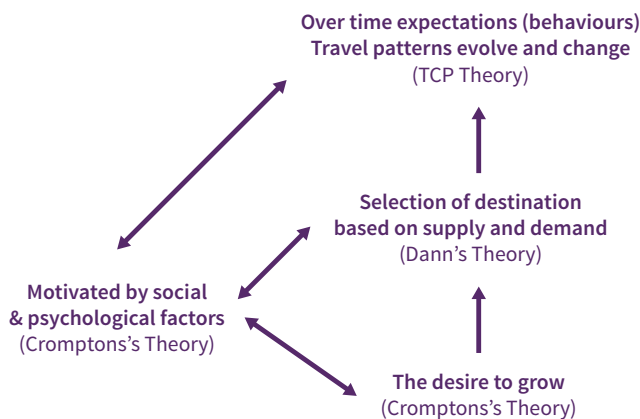 Over time expectations (behaviours)
Travel patterns evolve and change
(TCP Theory)
Selection of destination
based on supply and demand
(Dann’s Theory)
Motivated by social
& psychological factors
(Cromptons’s Theory)
The desire to grow
(Cromptons’s Theory)